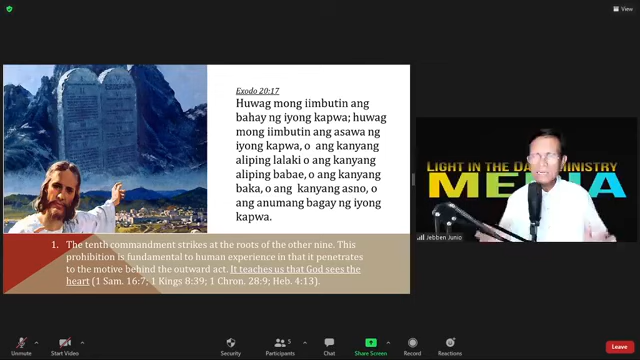 View
Exodo 20:17
Huwag mong iimbutin ang
bahay ng iyong kapwa; huwag
mong iimbutin ang asawa ng
iyong kapwa, o ang kanyang
aliping lalaki o ang kanyang
aliping babae, o ang kanyang
baka, o ang kanyang asno, o
ang anumang bagay ng iyong
kapwa.
1. The tenth commandment strikes at the roots of the other nine. This
prohibition is fundamental to human experience in that it penetrates
to the motive behind the outward act. It teaches us that God sees the
heart (1 Sam. 16:7; 1 Kings 8:39; 1 Chron. 28:9; Heb. 4:13).
Light in the Da Ministry
ME IA
Jebben Junio
Unmute
Start Video
Security
Participants 5
Chat
Share Screen
Record
Reactions
Leave